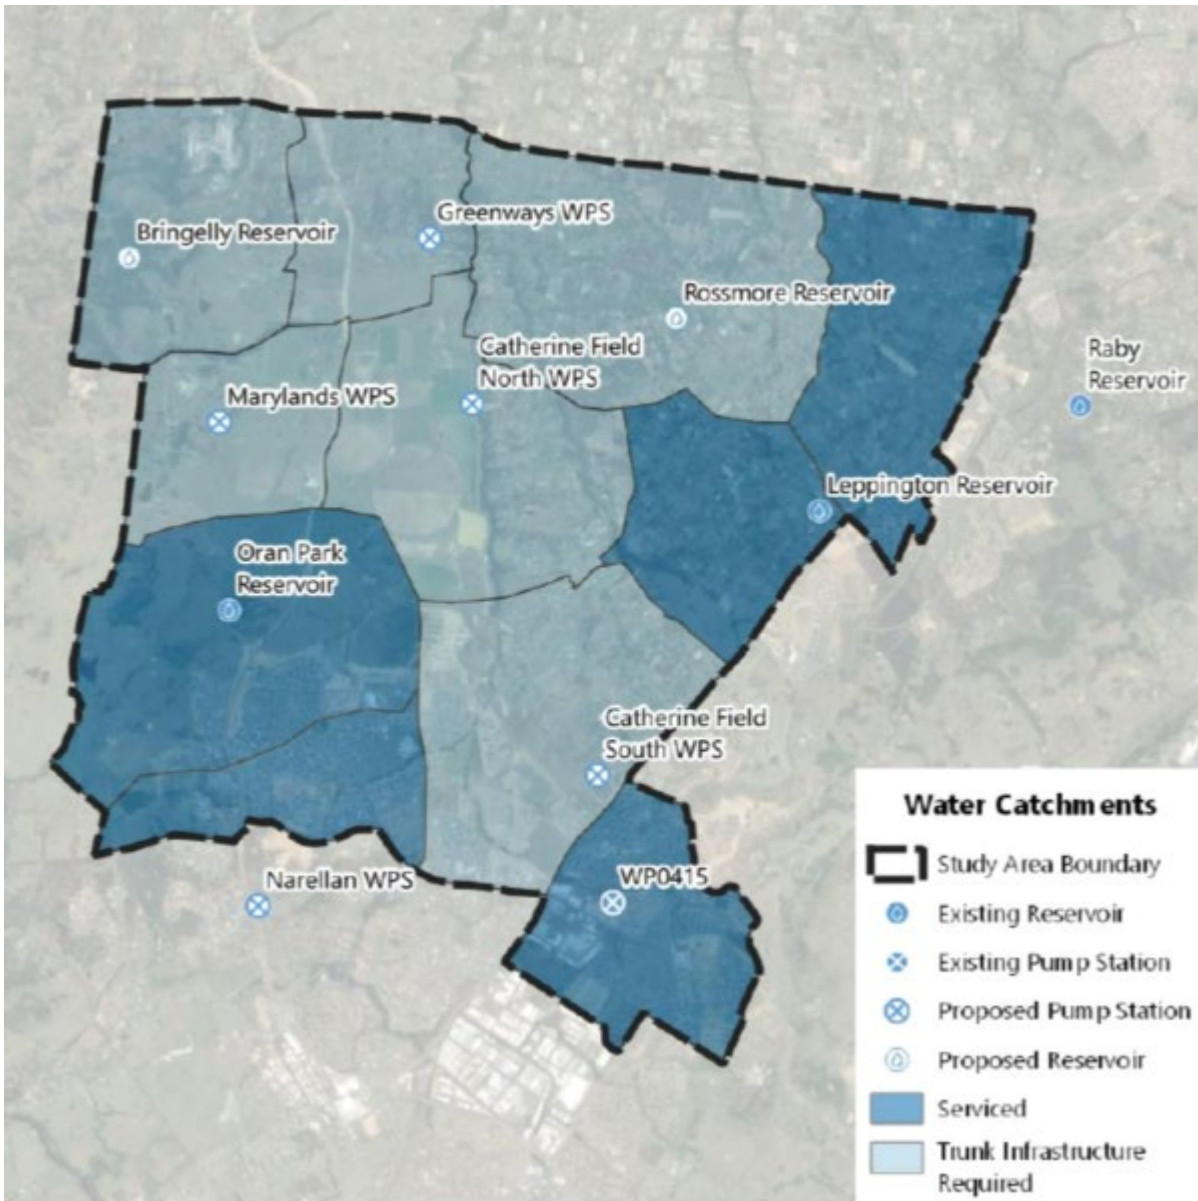 Greenways WPS
Bringelly Reservoir
Rossmore Reservoir
Catherine Field
North WPS
Raby
Reservoir
Marylands WPS
Leppington Reservoir
Oran Park
Reservoir
Catherine Field
South WPS
WP0415
Narellan WPS
Water Catchments
Study Area Boundary
Existing Reservoir
Existing Pump Station
Proposed Pump Station
Proposed Reservoir
Serviced
Trunk Infrastructure
Required